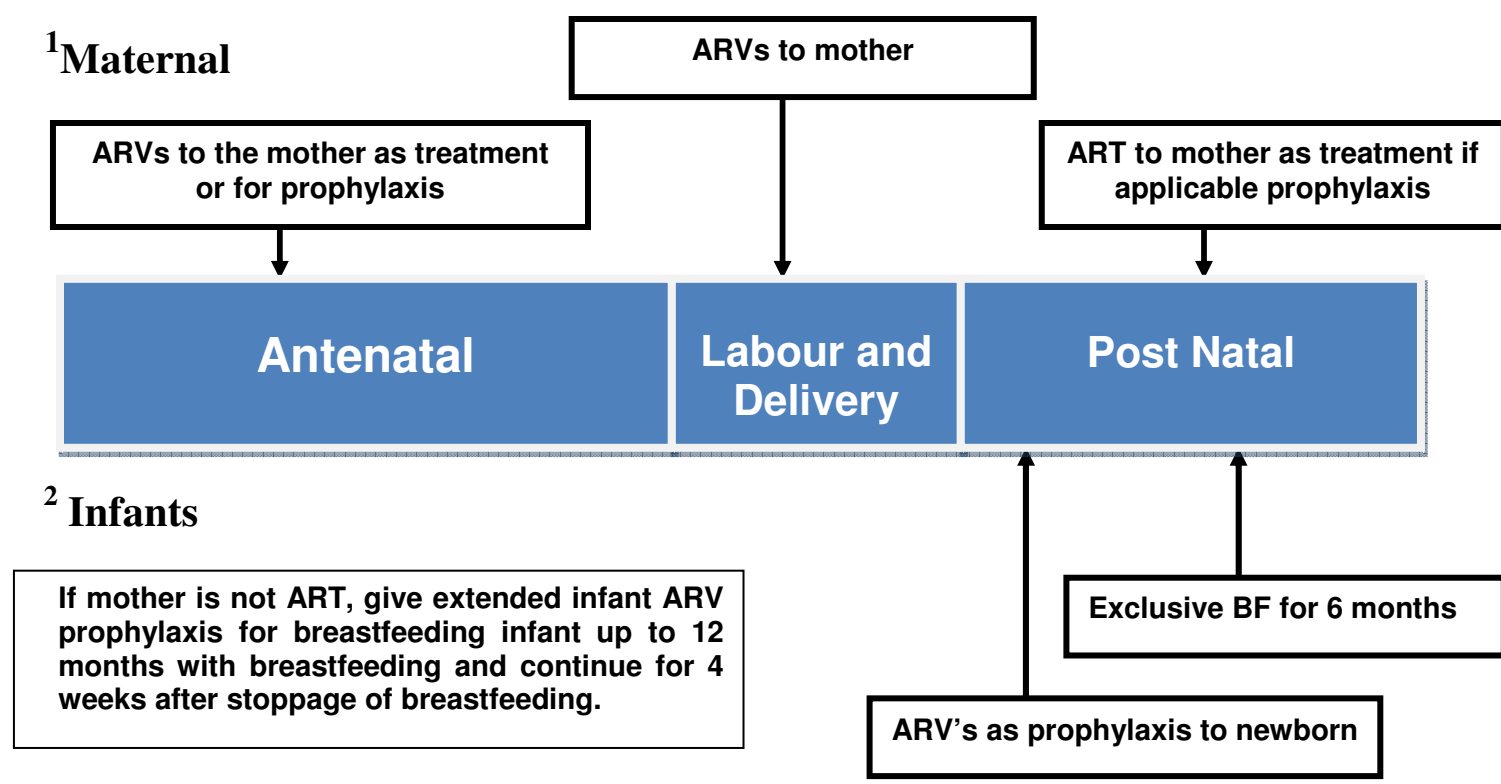 ¹Maternal
ARVs to mother
ARVs to the mother as treatment
or for prophylaxis
ART to mother as treatment if
applicable prophylaxis
Antenatal
Labour and
Delivery
Post Natal
² Infants
If mother is not ART, give extended infant ARV
prophylaxis for breastfeeding infant up to 12
months with breastfeeding and continue for 4
weeks after stoppage of breastfeeding.
Exclusive BF for 6 months
ARV’s as prophylaxis to newborn